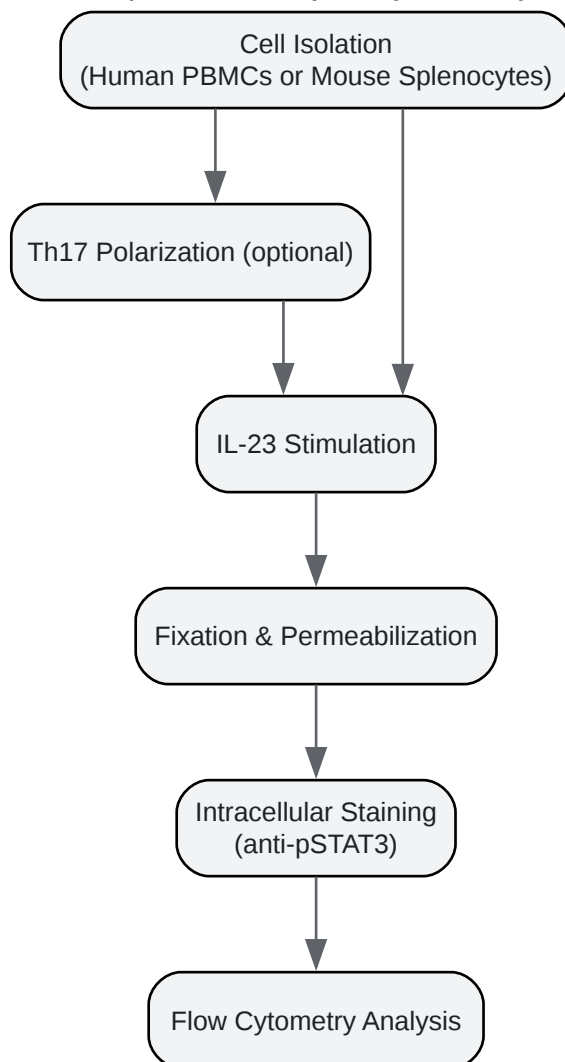 Cell Isolation
(Human PBMCs or Mouse Splenocytes)
Th17 Polarization (optional)
IL-23 Stimulation
Fixation & Permeabilization
Intracellular Staining
(anti-pSTAT3)
Flow Cytometry Analysis